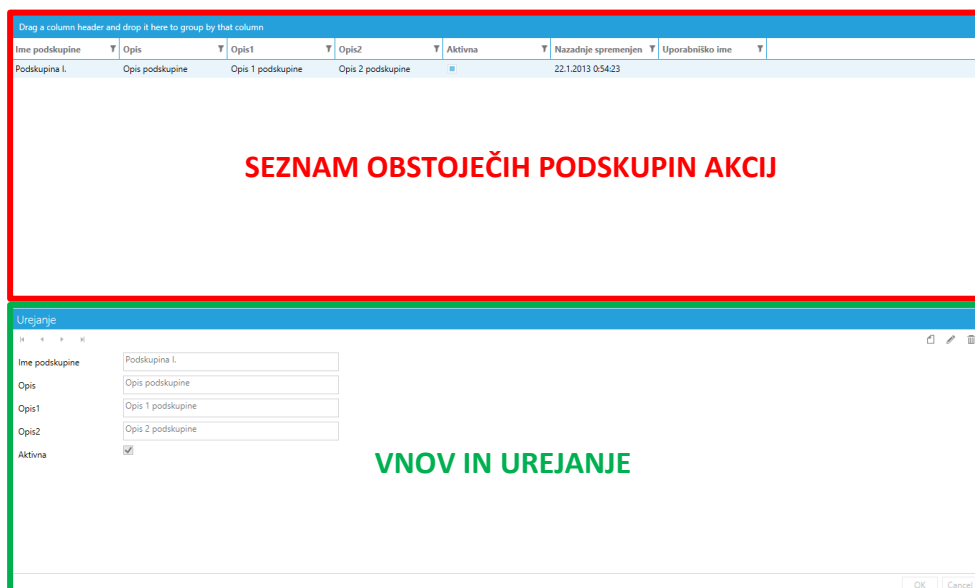 Drag a column header and drop it here to group by that column
Ime podskupine Opis Opis1 Opis2 Aktivna Nazadnje spremenjen Uporabniško ime
Podskupina I. Opis podskupine Opis 1 podskupine Opis 2 podskupine 22.1.2013 0:54:23
SEZNAM OBSTOJEČIH PODSKUPIN AKCIJ
Urejanje
Ime podskupine Podskupina I.
Opis Opis podskupine
Opis1 Opis 1 podskupine
Opis2 Opis 2 podskupine
Aktivna
VNOV IN UREJANJE
OK Cancel